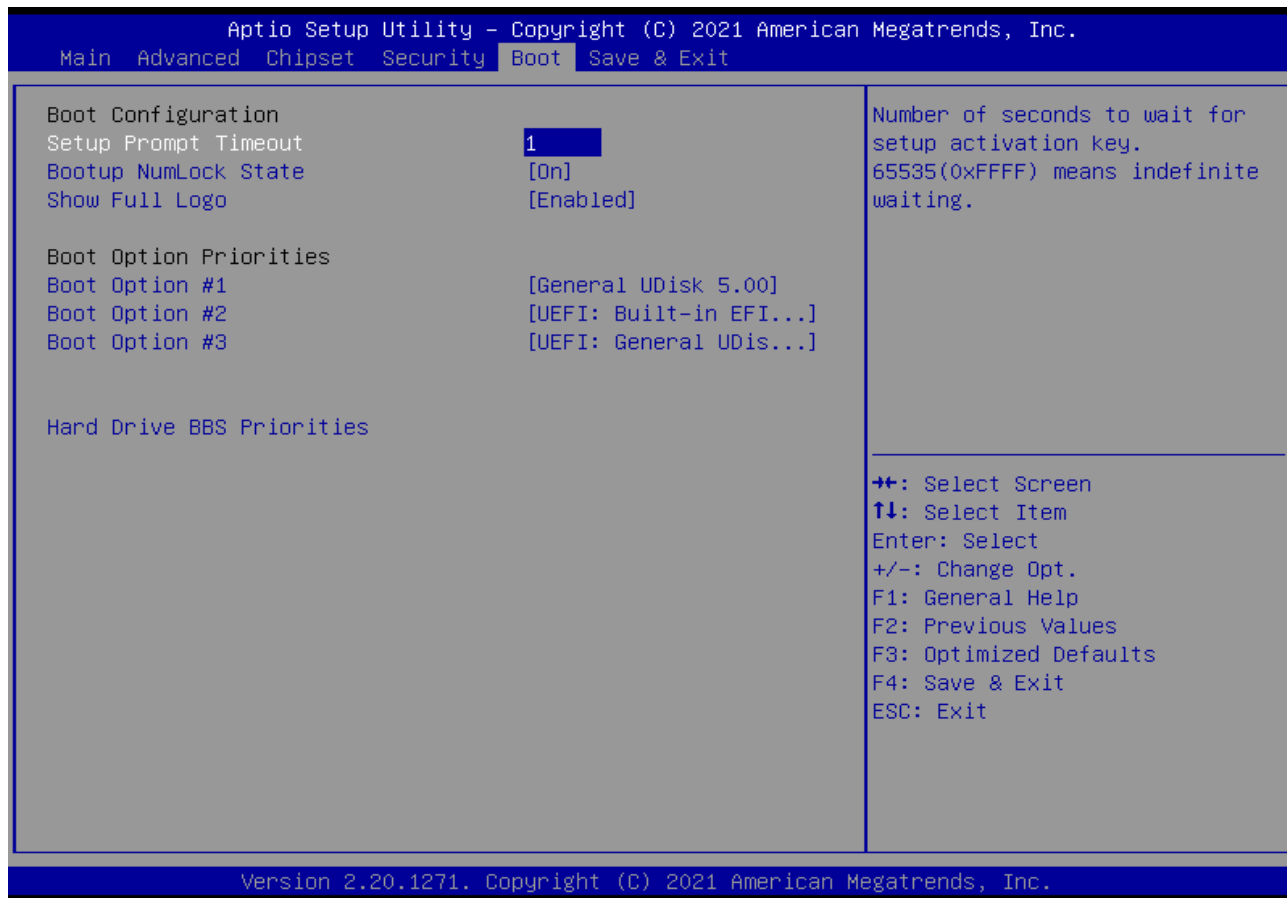 Aptio Setup Utility – Copyright (C) 2021 American Megatrends, Inc.
Main Advanced Chipset Security Boot Save & Exit
Boot Configuration
Setup Prompt Timeout 1
Bootup NumLock State [On]
Show Full Logo [Enabled]
Boot Option Priorities
Boot Option #1 [General UDisk 5.00]
Boot Option #2 [UEFI: Built-in EFI...]
Boot Option #3 [UEFI: General UDis...]
Hard Drive BBS Priorities
Number of seconds to wait for
setup activation key.
65535(0xFFFF) means indefinite
waiting.
→←: Select Screen
↑↓: Select Item
Enter: Select
+/-: Change Opt.
F1: General Help
F2: Previous Values
F3: Optimized Defaults
F4: Save & Exit
ESC: Exit
Version 2.20.1271. Copyright (C) 2021 American Megatrends, Inc.